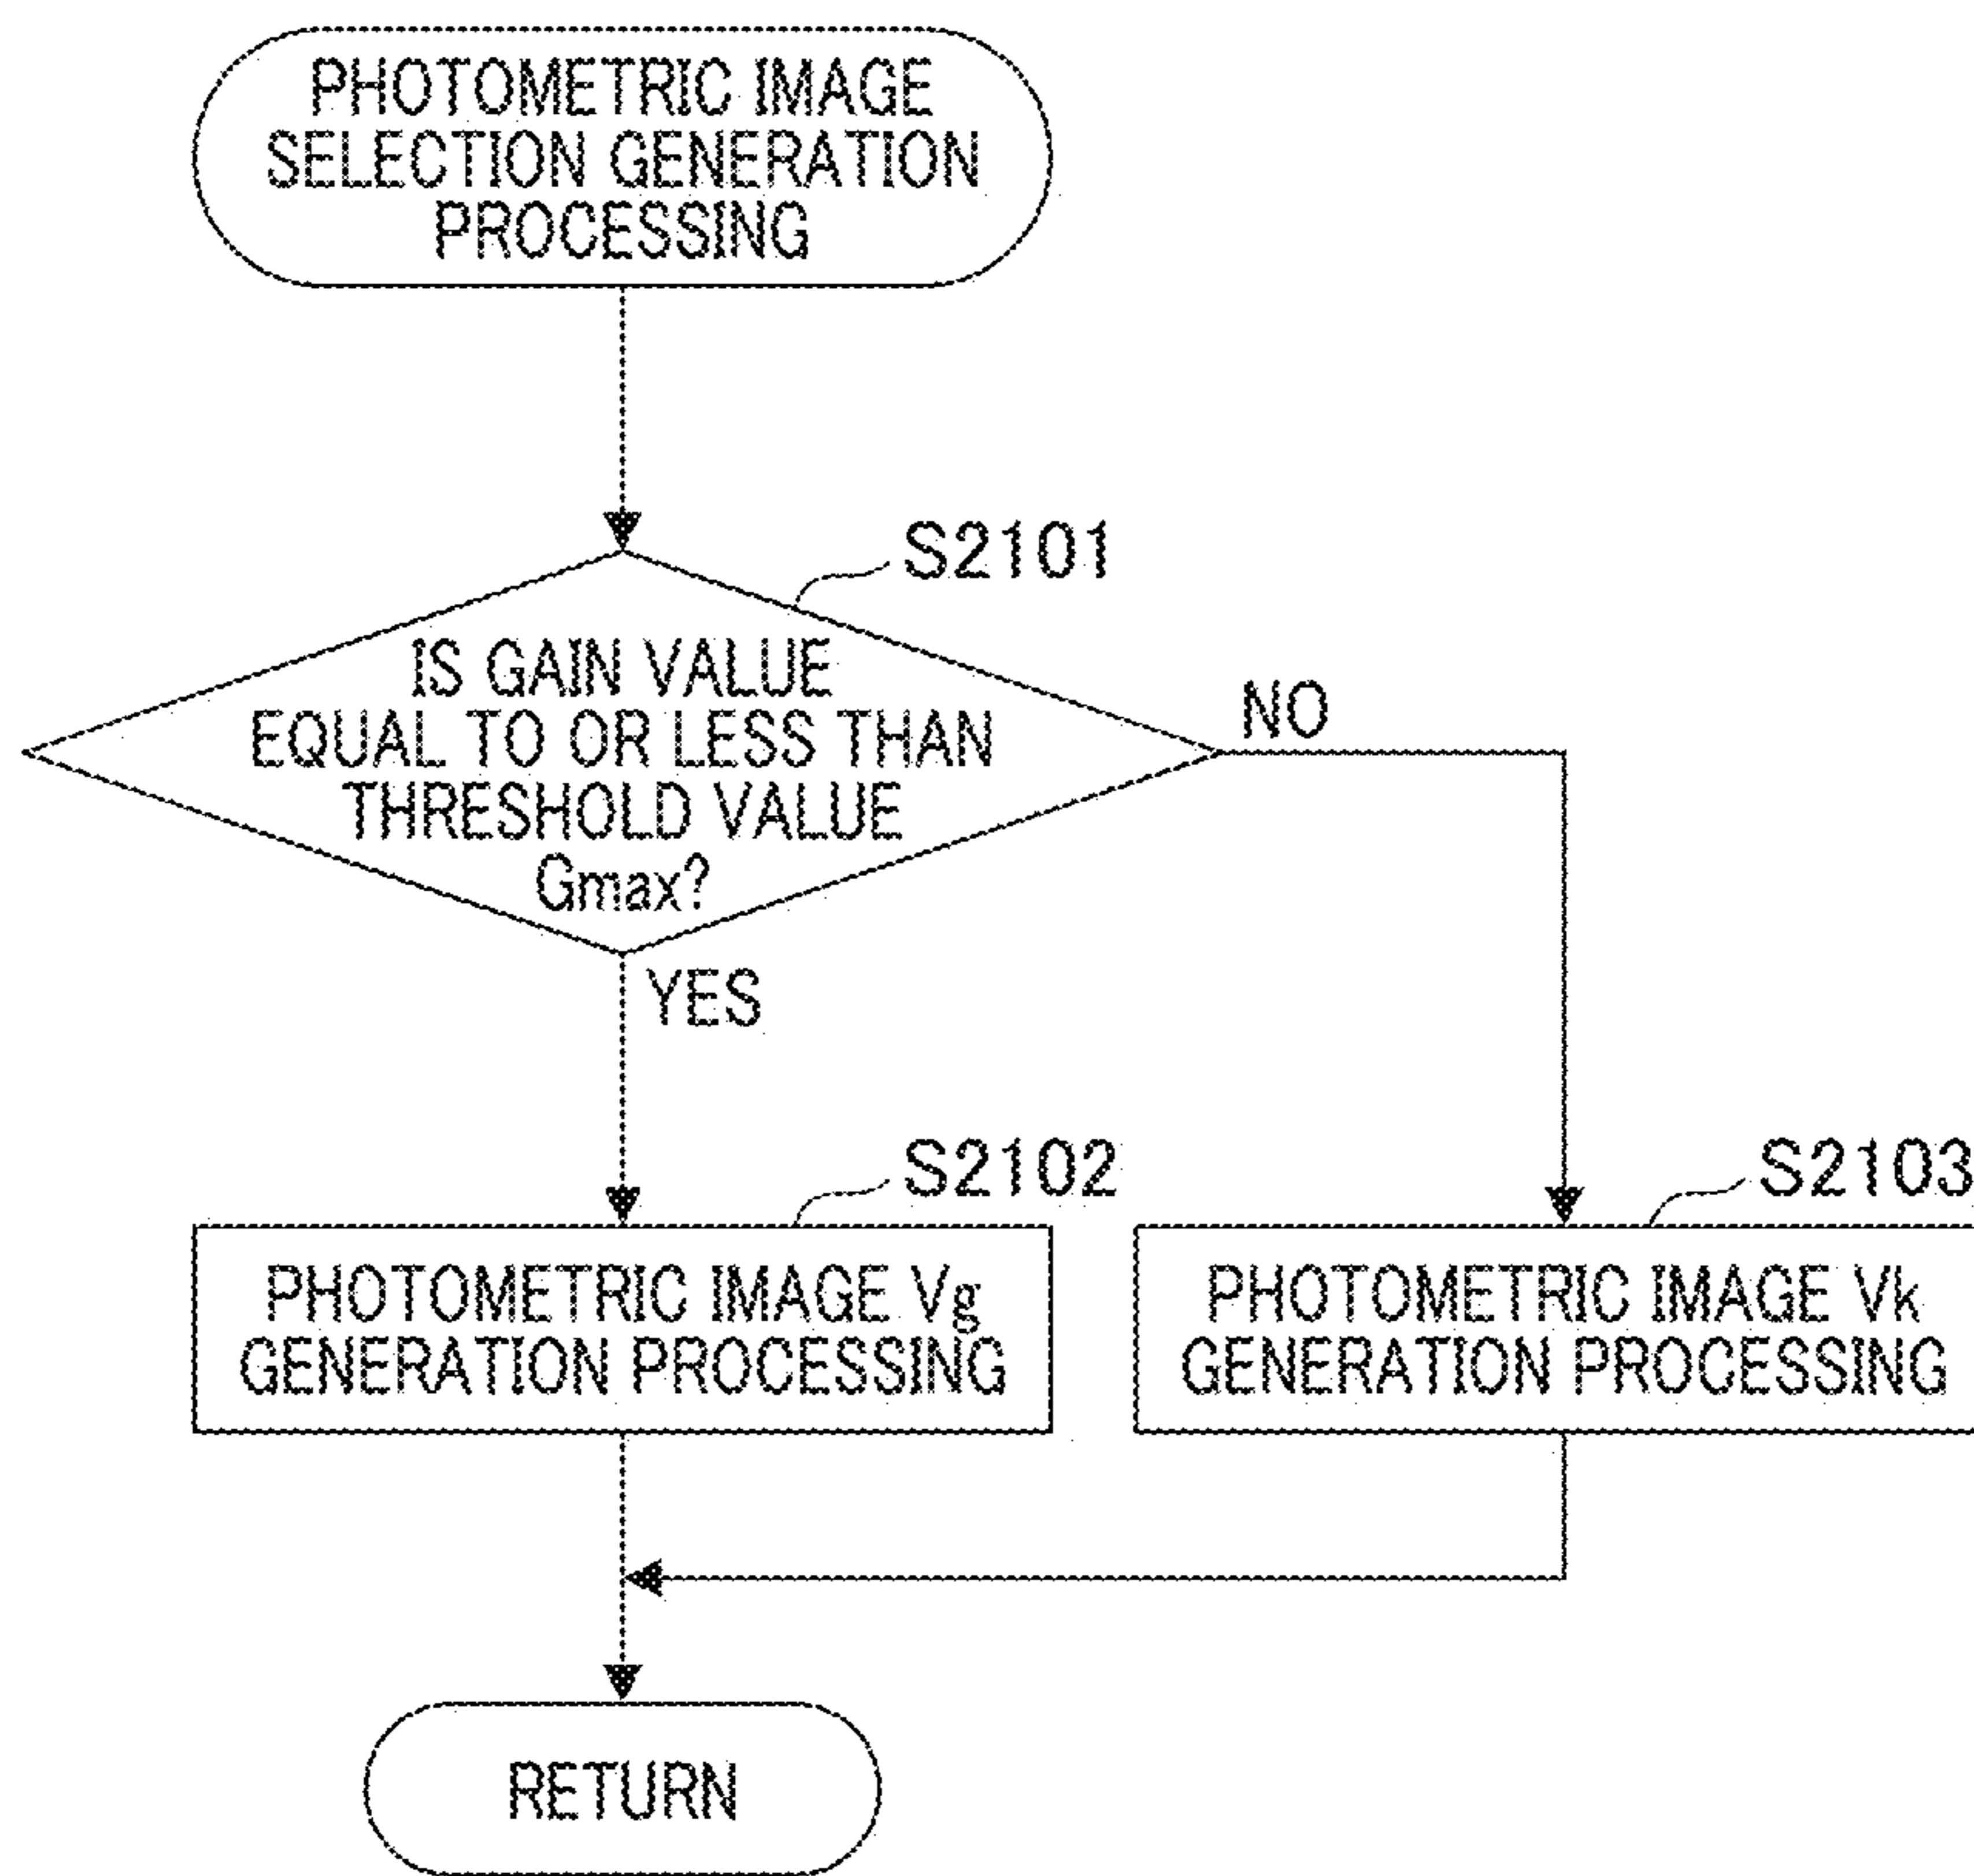 PHOTOMETRIC IMAGE
SELECTION GENERATION
PROCESSING
S2101
IS GAIN VALUE
EQUAL TO OR LESS THAN
THRESHOLD VALUE
Gmax?
NO
YES
S2102
S2103
PHOTOMETRIC IMAGE Vg
GENERATION PROCESSING
PHOTOMETRIC IMAGE Vk
GENERATION PROCESSING
RETURN